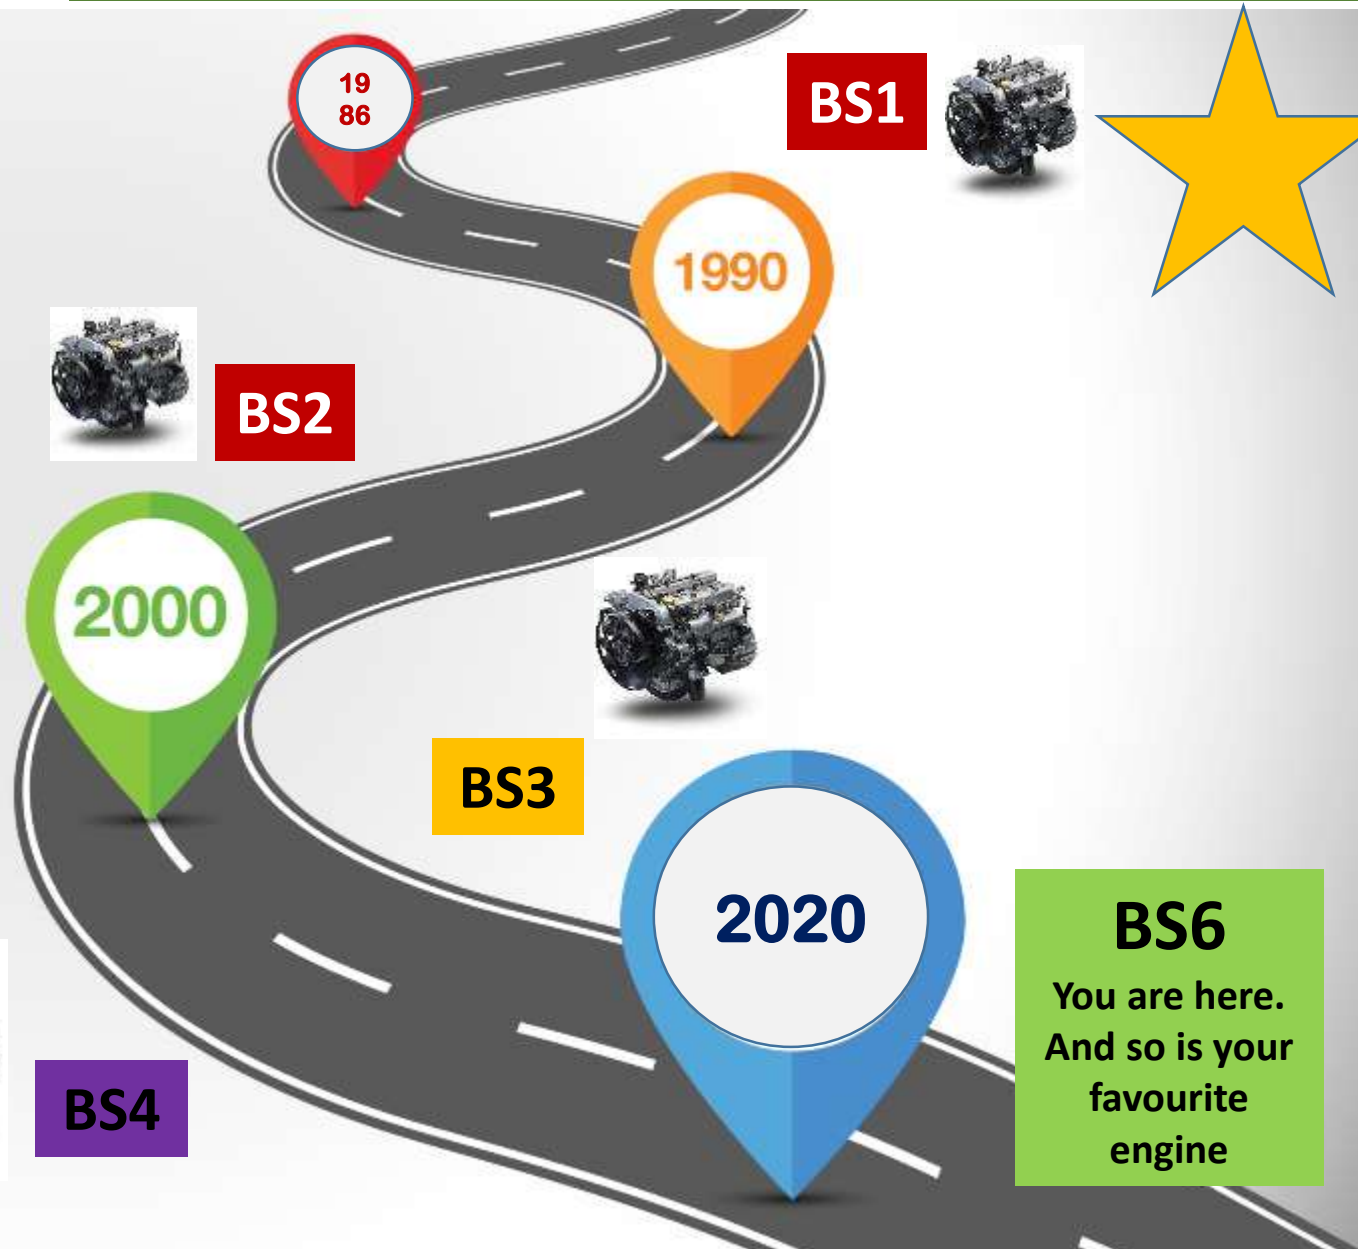 19
86
BS1
1990
BS2
2000
BS3
2020
BS6
You are here.
And so is your
favourite
engine
BS4